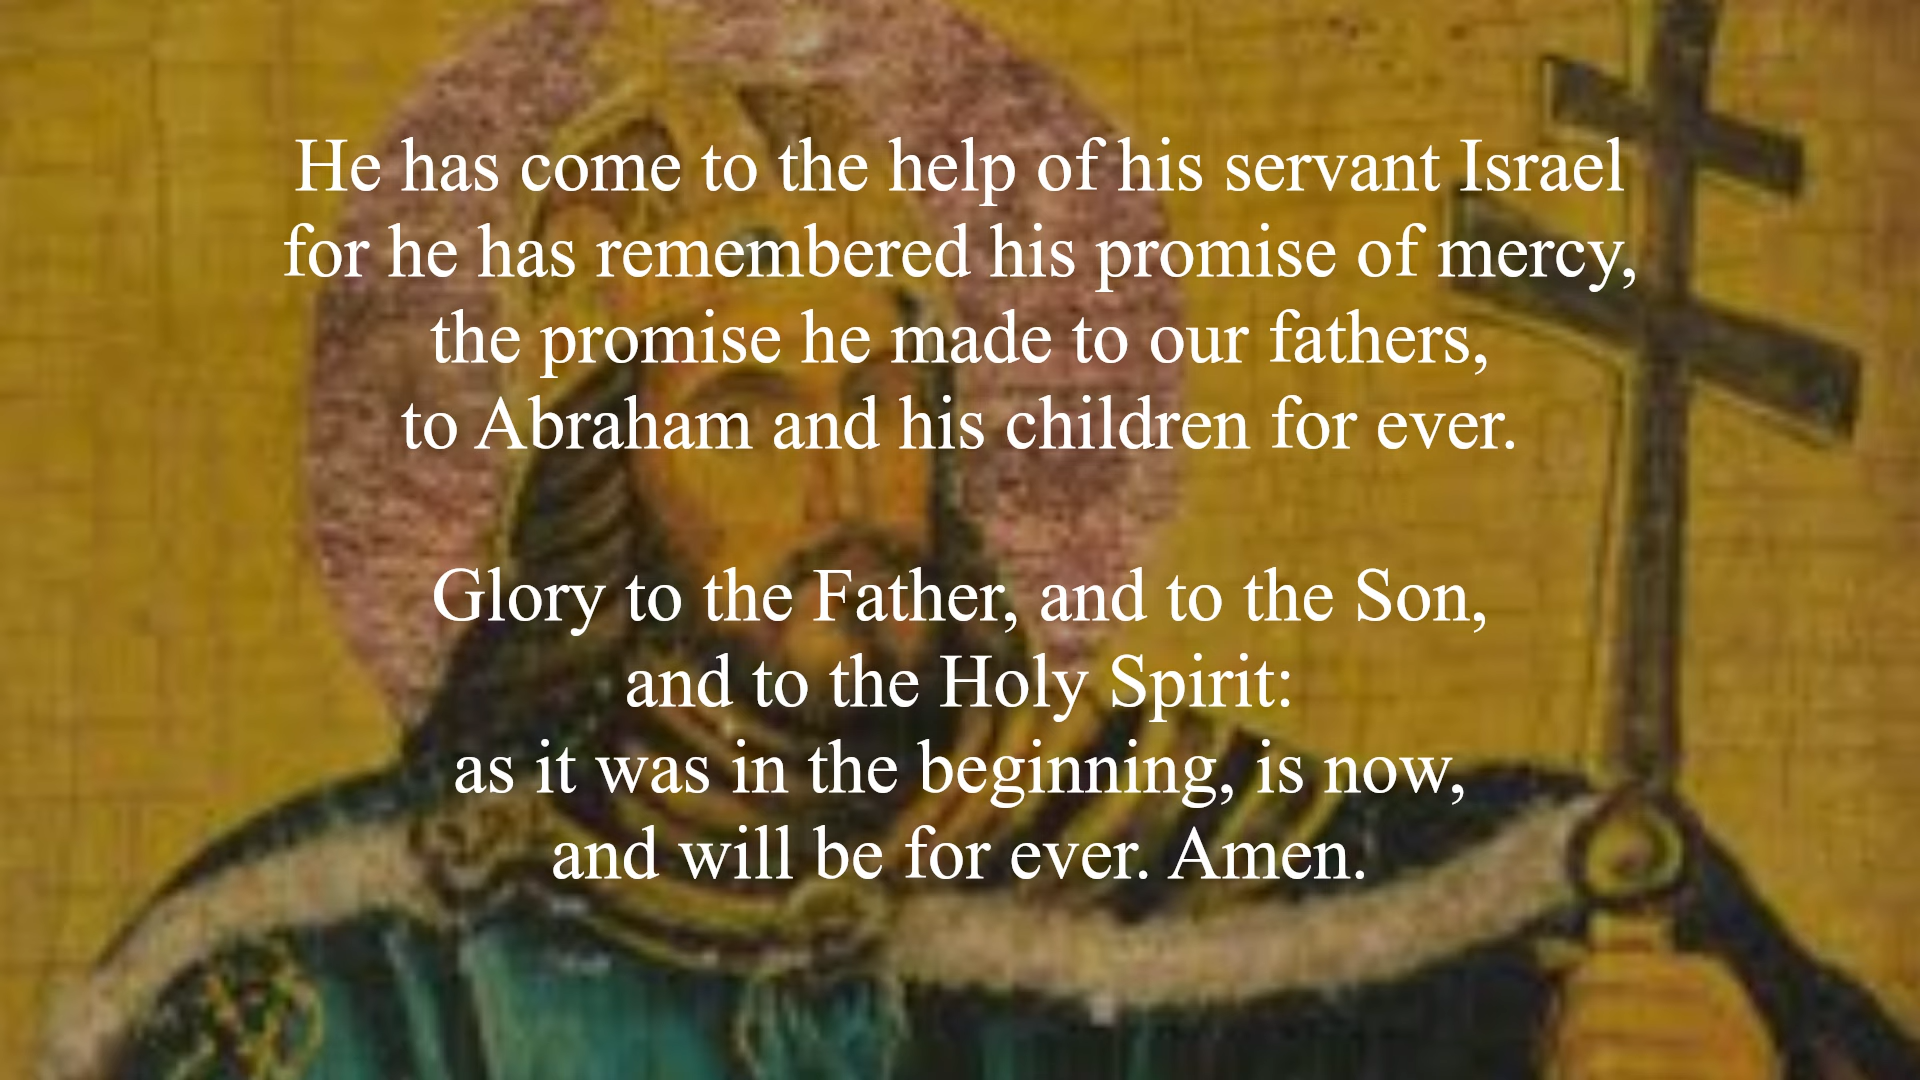 He has come to the help of his servant Israel
for he has remembered his promise of mercy,
the promise he made to our fathers,
to Abraham and his children for ever.
Glory to the Father, and to the Son,
and to the Holy Spirit:
as it was in the beginning, is now,
and will be for ever. Amen.